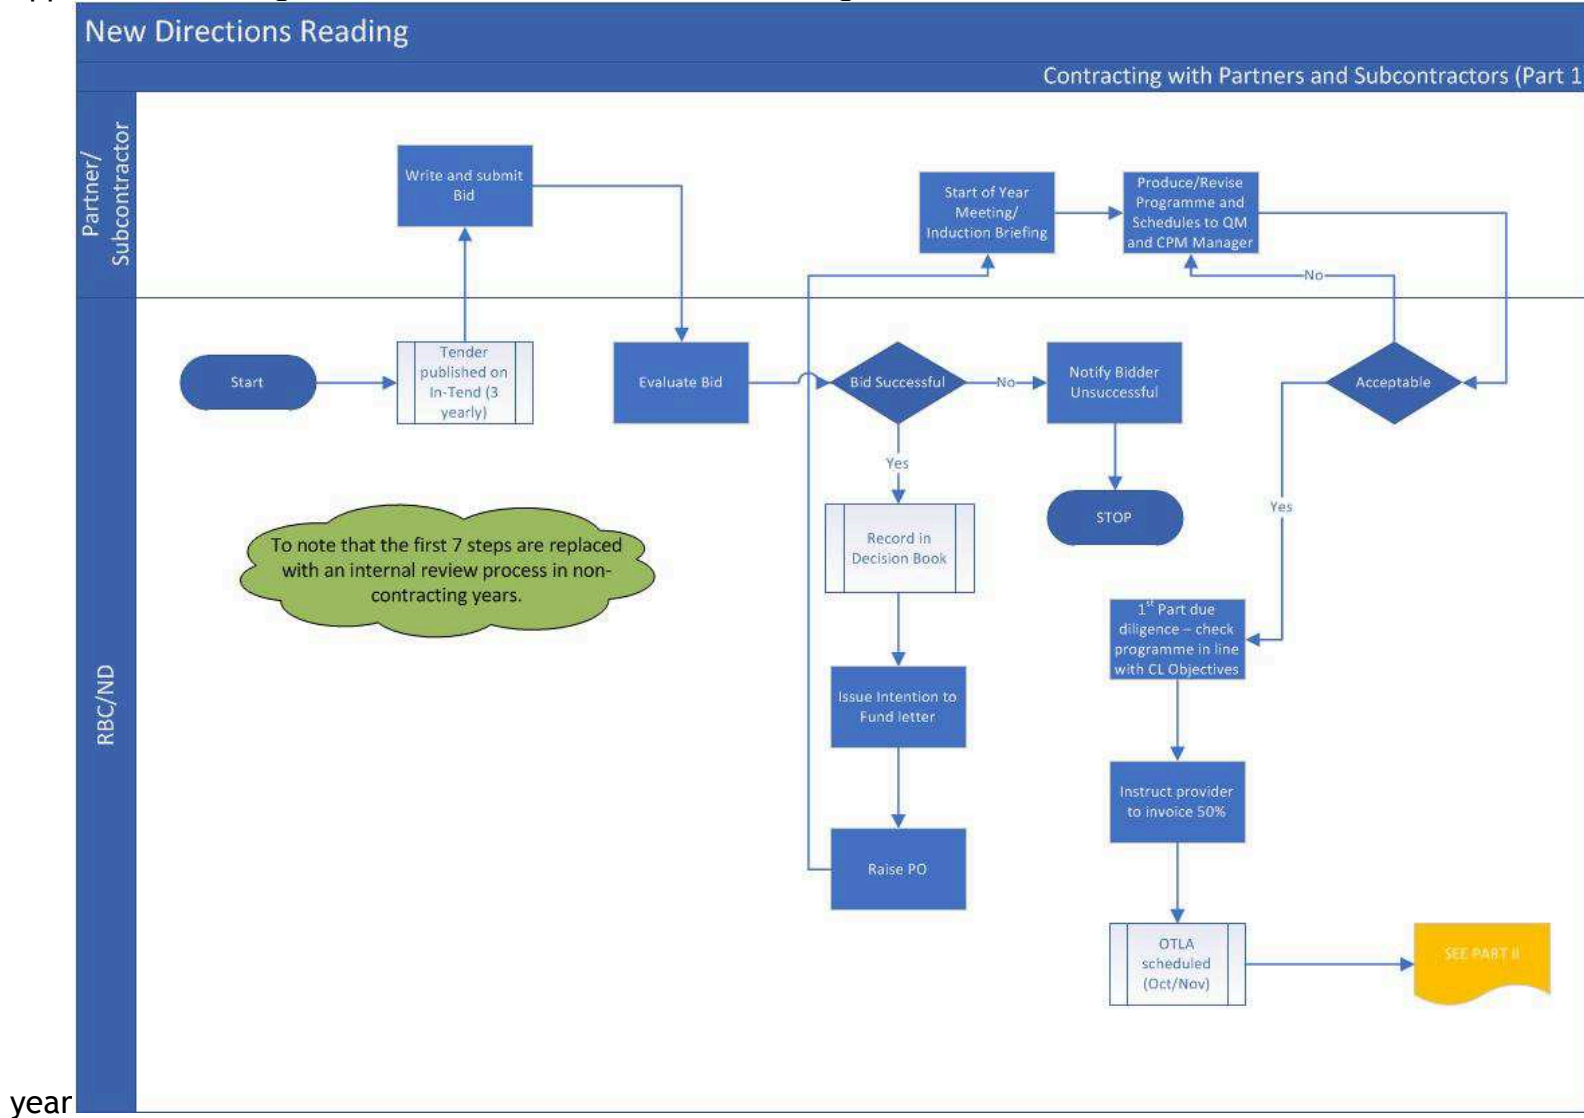 year
New Directions Reading
Contracting with Partners and Subcontractors (Part 1
Partner/
Subcontractor
Write and submit
Bid
Start of Year
Meeting/
Induction Briefing
Produce/Revise
Programme and
Schedules to QM
and CPM Manager
No
RBC/ND
Start
Tender
published on
In-Tend (3
yearly)
Evaluate Bid
Bid Successful
No
Notify Bidder
Unsuccessful
Acceptable
Yes
STOP
Yes
To note that the first 7 steps are replaced
with an internal review process in non-
contracting years.
Record in
Decision Book
1st Part due
diligence – check
programme in line
with CL Objectives
Issue Intention to
Fund letter
Instruct provider
to invoice 50%
Raise PO
OTLA
scheduled
(Oct/Nov)
SEE PART II